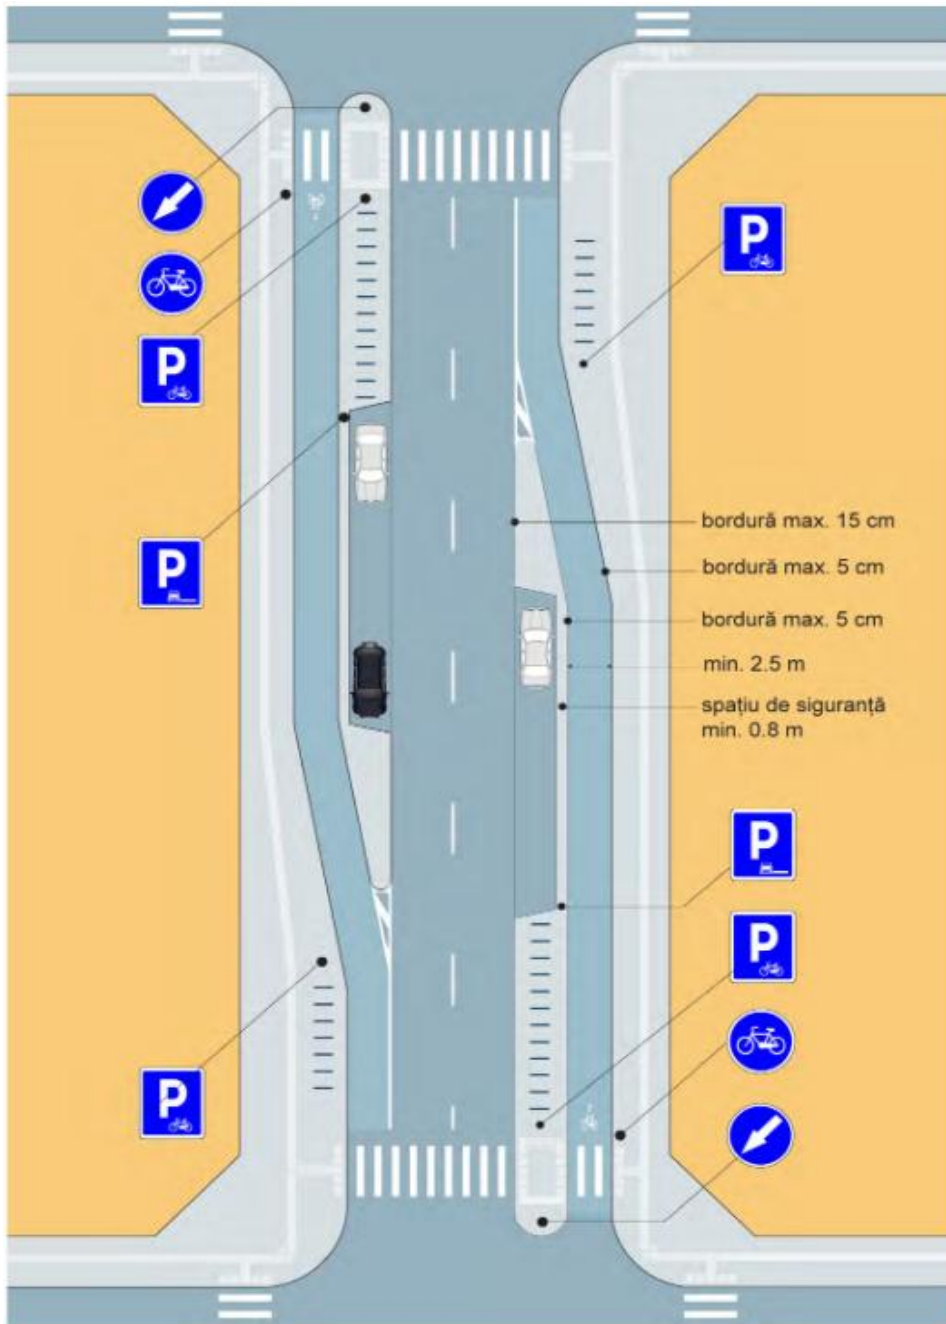 P
P
P
bordură max. 15 cm
bordură max. 5 cm
bordură max. 5 cm
min. 2.5 m
spațiu de siguranță
min. 0.8 m
P
P
P